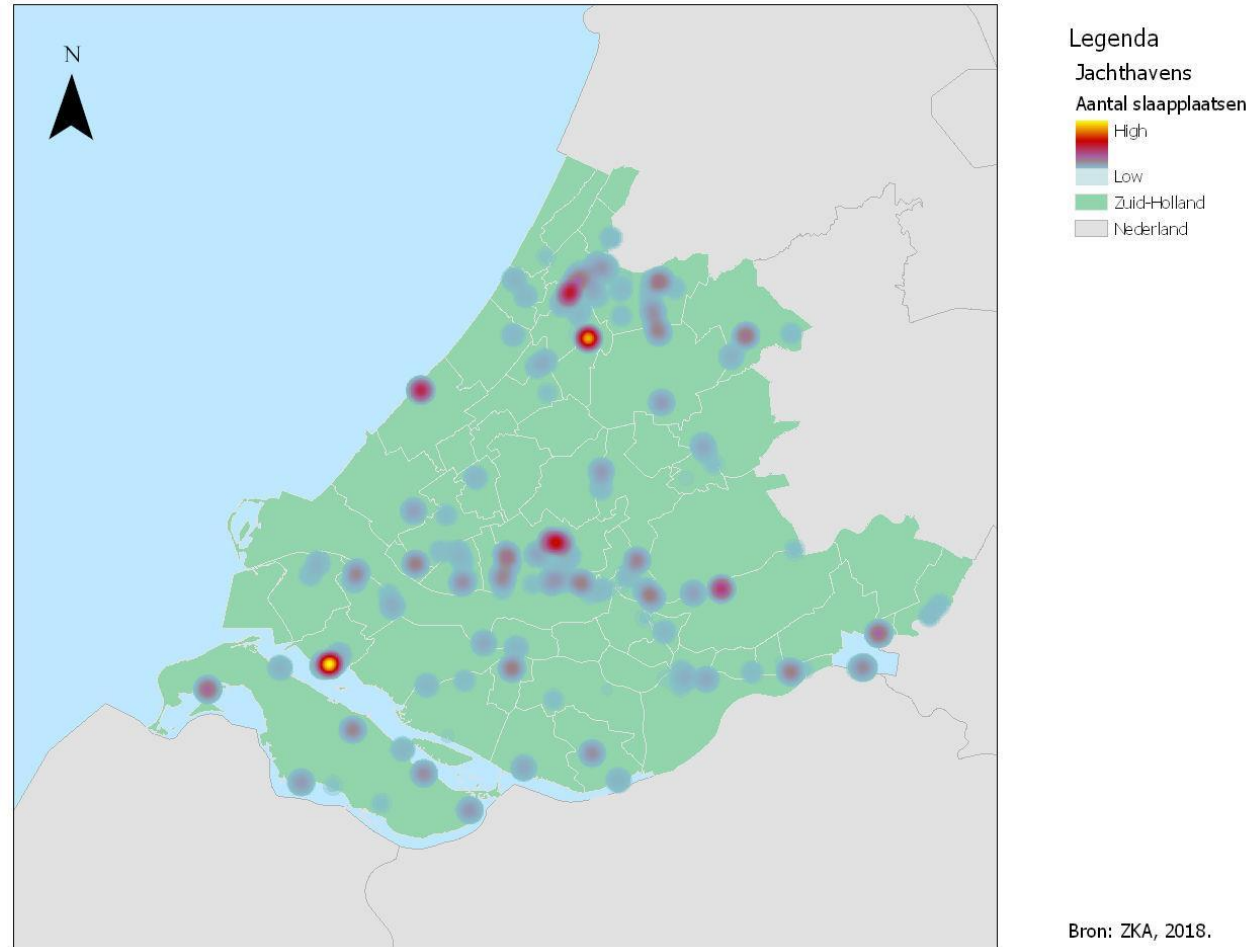 N
Legenda
Jachthavens
Aantal slaapplaatsen
High
Low
Zuid-Holland
Nederland
Bron: ZKA, 2018.